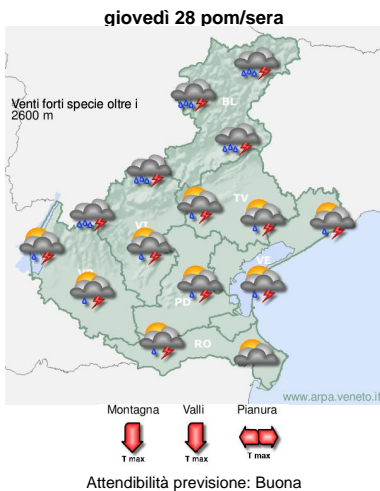 giovedì 28 pom/sera
Venti forti specie oltre i
2600 m
BL
TV
VI
VE
PD
RO
www.arpa.veneto.it
Montagna Valli Pianura
T max T max T max
Attendibilità previsione: Buona